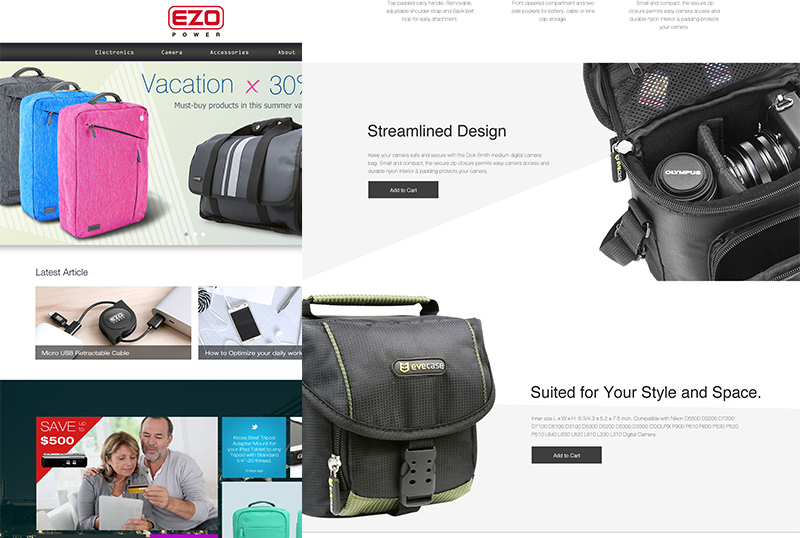 EZO
POWER
Electronics
Camera
Accessories
About
Vacation x 30%
Must-buy products in this summer va
Latest Article
EZO
Micro USB Retractable Cable
How to Optimize your daily work
SAVE UP TO
$500
Kroos Best Tripod
Adapter Mount for
your iPad Tablet to any
Tripod with Standard
1/4"-20 thread.
Top padded carry handle, Removable,
adjustable shoulder strap and Back belt
loop for easy attachment
Front zippered compartment and two
side pockets for battery, cable or lens
cap storage.
Small and compact, the secure zip
closure permits easy camera access and
durable nylon interior & padding protects
your camera.
Streamlined Design
Keep your camera safe and secure with the Dick Smith medium digital camera
bag. Small and compact, the secure zip closure permits easy camera access and
durable nylon interior & padding protects your camera.
Add to Cart
evecase
OLYMPUS
evecase
Suited for Your Style and Space.
Inner size L x W x H: 6.3/4.3 x 5.2 x 7.5 inch. Compatible with Nikon D5500 D3200 D7200
D7100 D5100 D3100 D5300 D5200 D3300 COOLPIX P900 P610 P600 P530 P520
P510 L840 L830 L820 L810 L330 L310 Digital Camera
Add to Cart